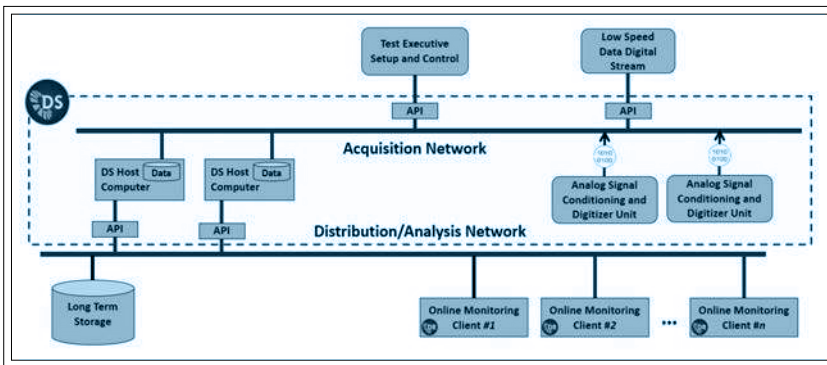 Test Executive
Setup and Control
Low Speed
Data Digital
Stream
DS
API
API
Acquisition Network
DS Host
Computer
Data
DS Host
Computer
Data
Analog Signal
Conditioning and
Digitizer Unit
Analog Signal
Conditioning and
Digitizer Unit
API
API
Distribution/Analysis Network
Long Term
Storage
Online Monitoring
Client #1
Online Monitoring
Client #2
...
Online Monitoring
Client #n